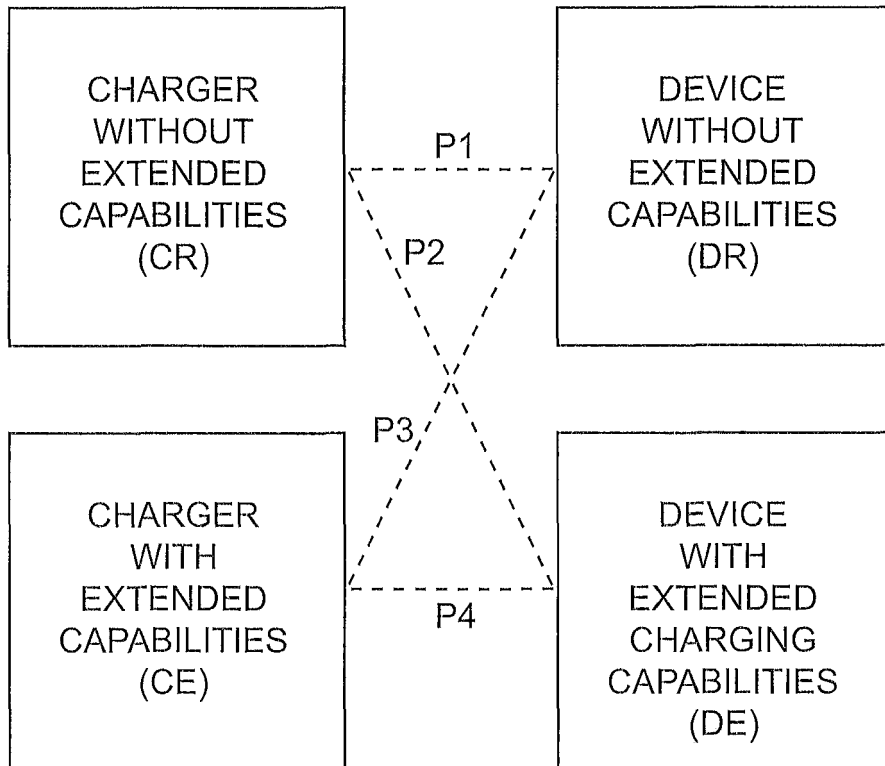 CHARGER
WITHOUT
EXTENDED
CAPABILITIES
(CR)
P1
DEVICE
WITHOUT
EXTENDED
CAPABILITIES
(DR)
P2
P3
CHARGER
WITH
EXTENDED
CAPABILITIES
(CE)
P4
DEVICE
WITH
EXTENDED
CHARGING
CAPABILITIES
(DE)